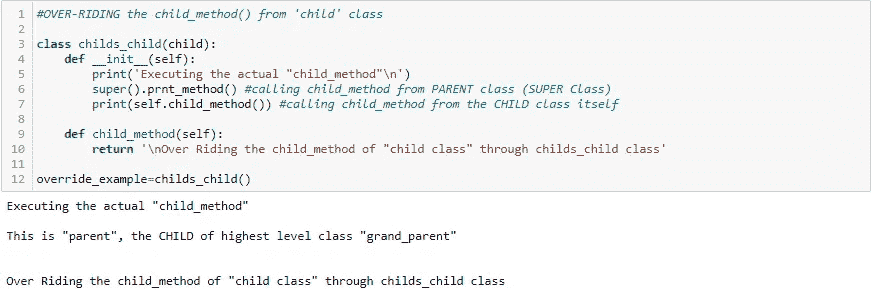 1 #OVER-RIDING the child_method() from 'child' class
2
3 class childs_child(child):
4     def __init__(self):
5         print('Executing the actual "child_method"\n')
6         super().prnt_method() #calling child_method from PARENT class (SUPER Class)
7         print(self.child_method()) #calling child_method from the CHILD class itself
8
9     def child_method(self):
10         return '\nOver Riding the child_method of "child class" through childs_child class'
11
12 override_example=childs_child()
Executing the actual "child_method"
This is "parent", the CHILD of highest level class "grand_parent"
Over Riding the child_method of "child class" through childs_child class